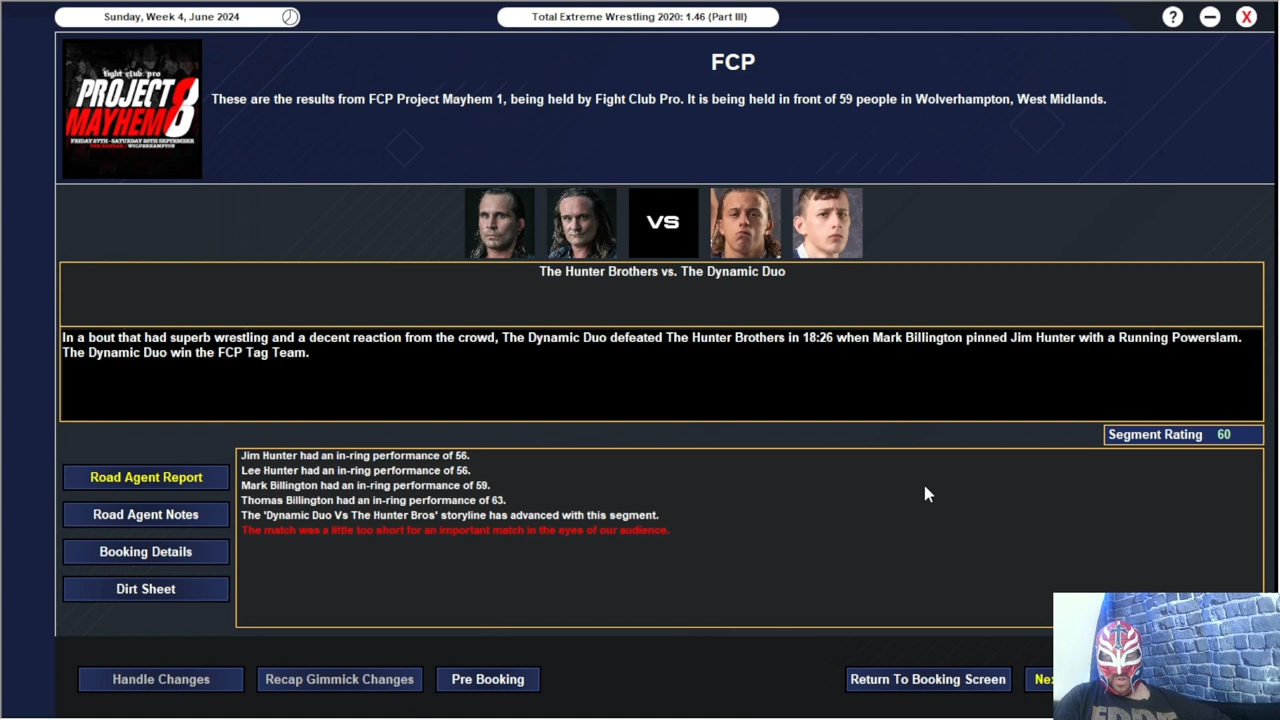 Sunday, Week 4, June 2024
Total Extreme Wrestling 2020: 1.46 (Part III)
?
X
FCP
fight club pro
PROJECT
MAYHEM 8
These are the results from FCP Project Mayhem 1, being held by Fight Club Pro. It is being held in front of 59 people in Wolverhampton, West Midlands.
VS
The Hunter Brothers vs. The Dynamic Duo
In a bout that had superb wrestling and a decent reaction from the crowd, The Dynamic Duo defeated The Hunter Brothers in 18:26 when Mark Billington pinned Jim Hunter with a Running Powerslam.
The Dynamic Duo win the FCP Tag Team.
Segment Rating 60
Road Agent Report
Road Agent Notes
Booking Details
Dirt Sheet
Jim Hunter had an in-ring performance of 56.
Lee Hunter had an in-ring performance of 56.
Mark Billington had an in-ring performance of 59.
Thomas Billington had an in-ring performance of 63.
The 'Dynamic Duo Vs The Hunter Bros' storyline has advanced with this segment.
The match was a little too short for an important match in the eyes of our audience.
Handle Changes
Recap Gimmick Changes
Pre Booking
Return To Booking Screen